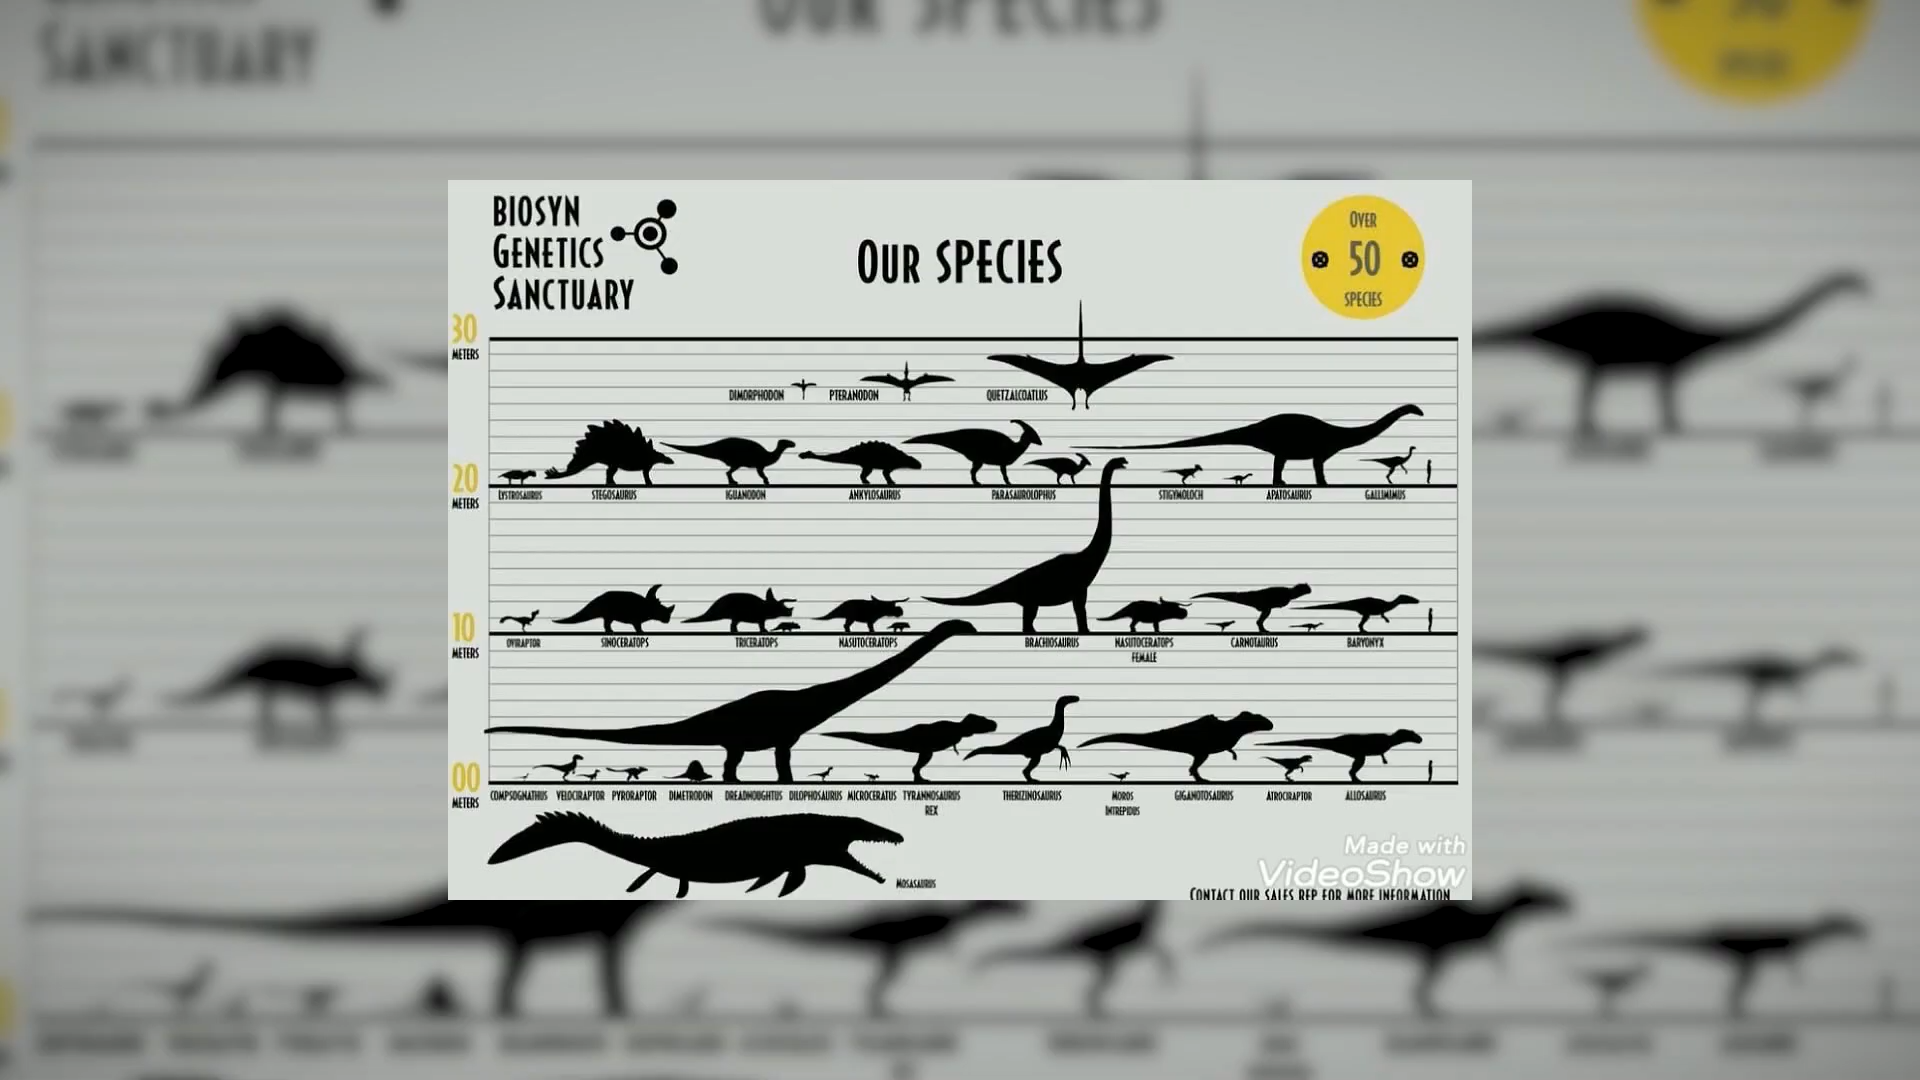 BIOSYN
GENETICS
SANCTUARY
OUR SPECIES
OVER
50
SPECIES
30
METERS
DIMORPHODON
PTERANODON
QUETZALCOATLUS
20
METERS
LYSTROSAURUS
STEGOSAURUS
IGUANODON
ANKYLOSAURUS
PARASAUROLOPHUS
STIGYMOLOCH
APATOSAURUS
GALLIMIMUS
10
METERS
OVIRAPTOR
SINOCERATOPS
TRICERATOPS
NASUTOCERATOPS
BRACHIOSAURUS
NASUTOCERATOPS
FEMALE
CARNOTAURUS
BARYONYX
00
METERS
COMPSOGNATHUS
VELOCIRAPTOR
PYRORAPTOR
DIMETRODON
DREADNOUGHTUS
DILOPHOSAURUS
MICROCERATUS
TYRANNOSAURUS
REX
THERIZINOSAURUS
MOROS
INTREPIDUS
GIGANOTOSAURUS
ATROCIRAPTOR
ALLOSAURUS
MOSASAURUS
Made with
VideoShow
CONTACT OUR SALES REP FOR MORE INFORMATION
SANCTUARY
OUR SPECIES